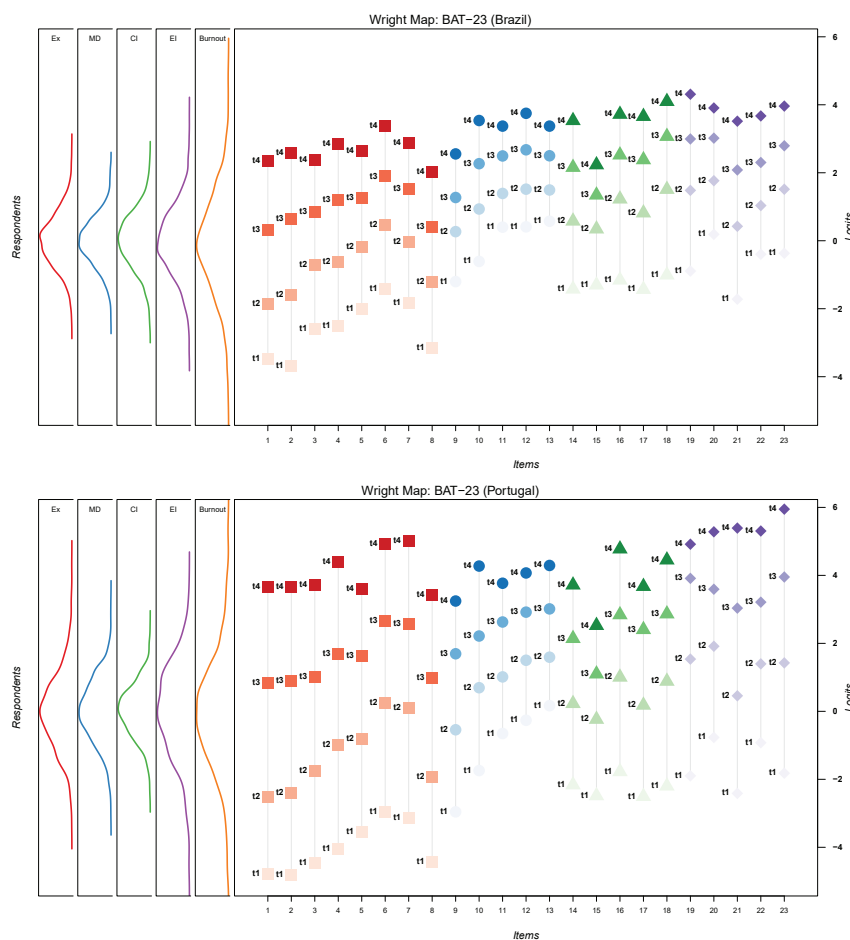 Wright Map: BAT−23 (Brazil)
Ex MD CI EI Burnout
Respondents
t4 t4 t4 t4 t4 t4 t4 t4 t4 t4 t4 t4 t4 t4 t4 t4 t4 t4 t4 t4 t4 t4 t4
t3 t3 t3 t3 t3 t3 t3 t3 t3 t3 t3 t3 t3 t3 t3 t3 t3 t3 t3 t3 t3 t3 t3
t2 t2 t2 t2 t2 t2 t2 t2 t2 t2 t2 t2 t2 t2 t2 t2 t2 t2 t2 t2 t2 t2 t2
t1 t1 t1 t1 t1 t1 t1 t1 t1 t1 t1 t1 t1 t1 t1 t1 t1 t1 t1 t1 t1 t1 t1
6
4
2
0
−2
−4
Logits
1 2 3 4 5 6 7 8 9 10 11 12 13 14 15 16 17 18 19 20 21 22 23
Items
Wright Map: BAT−23 (Portugal)
Ex MD CI EI Burnout
Respondents
t4 t4 t4 t4 t4 t4 t4 t4 t4 t4 t4 t4 t4 t4 t4 t4 t4 t4 t4 t4 t4 t4 t4
t3 t3 t3 t3 t3 t3 t3 t3 t3 t3 t3 t3 t3 t3 t3 t3 t3 t3 t3 t3 t3 t3 t3
t2 t2 t2 t2 t2 t2 t2 t2 t2 t2 t2 t2 t2 t2 t2 t2 t2 t2 t2 t2 t2 t2 t2
t1 t1 t1 t1 t1 t1 t1 t1 t1 t1 t1 t1 t1 t1 t1 t1 t1 t1 t1 t1 t1 t1 t1
6
4
2
0
−2
−4
Logits
1 2 3 4 5 6 7 8 9 10 11 12 13 14 15 16 17 18 19 20 21 22 23
Items